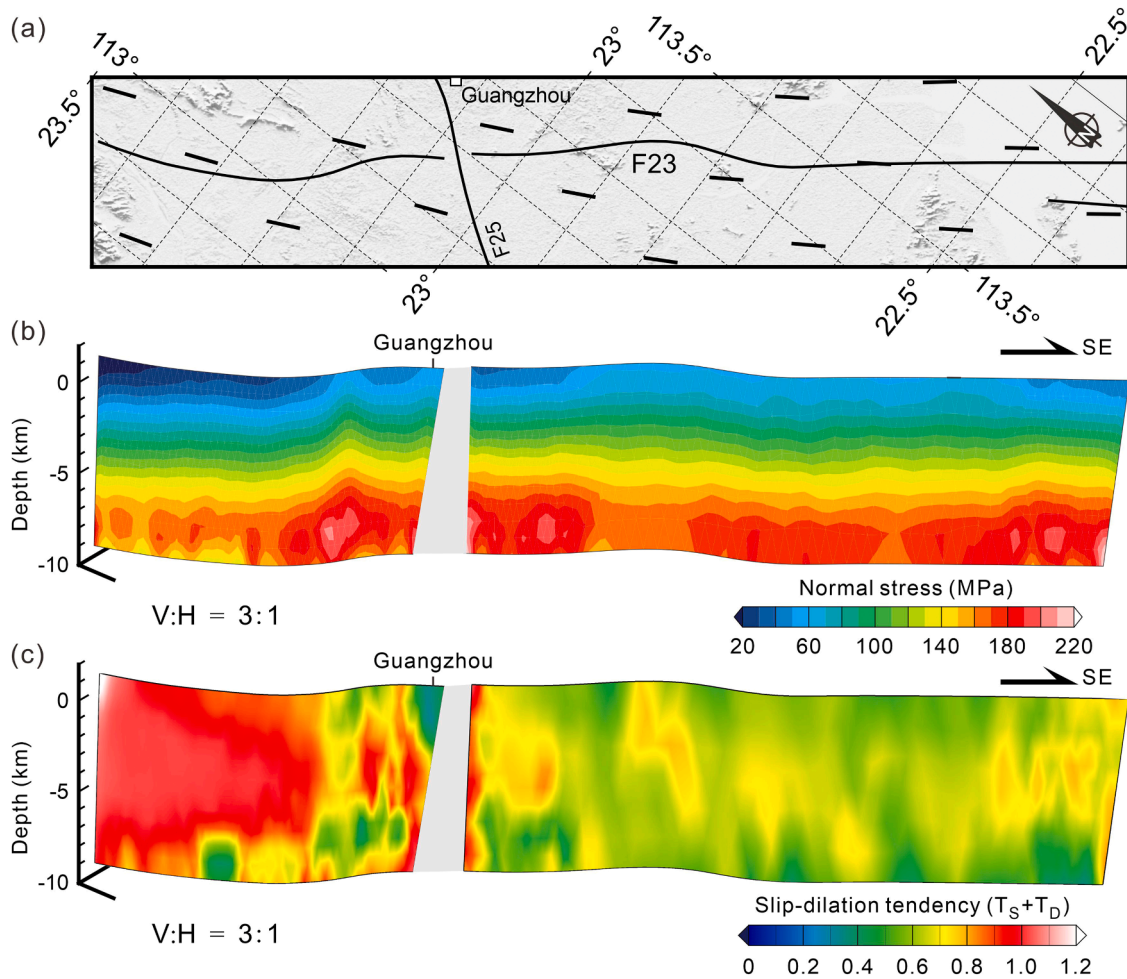 (a)
113°
23°
113.5°
22.5°
23.5°
Guangzhou
N
F23
F25
23°
22.5°
113.5°
(b)
Guangzhou
SE
0
-5
-10
Depth (km)
V:H = 3:1
Normal stress (MPa)
20 60 100 140 180 220
(c)
Guangzhou
SE
0
-5
-10
Depth (km)
V:H = 3:1
Slip-dilation tendency (T_S+T_D)
0 0.2 0.4 0.6 0.8 1.0 1.2